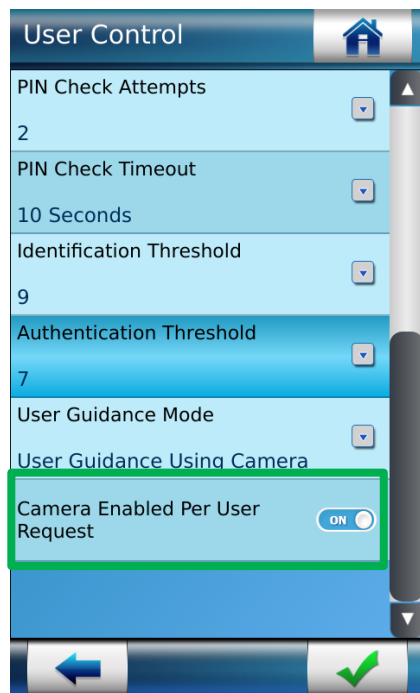 User Control
PIN Check Attempts
2
PIN Check Timeout
10 Seconds
Identification Threshold
9
Authentication Threshold
7
User Guidance Mode
User Guidance Using Camera
Camera Enabled Per User
Request
ON